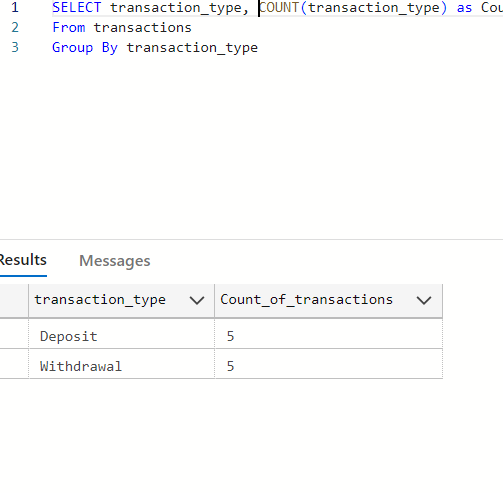 1 SELECT transaction_type, COUNT(transaction_type) as Cou
2 From transactions
3 Group By transaction_type
Results Messages
transaction_type Count_of_transactions
Deposit 5
Withdrawal 5